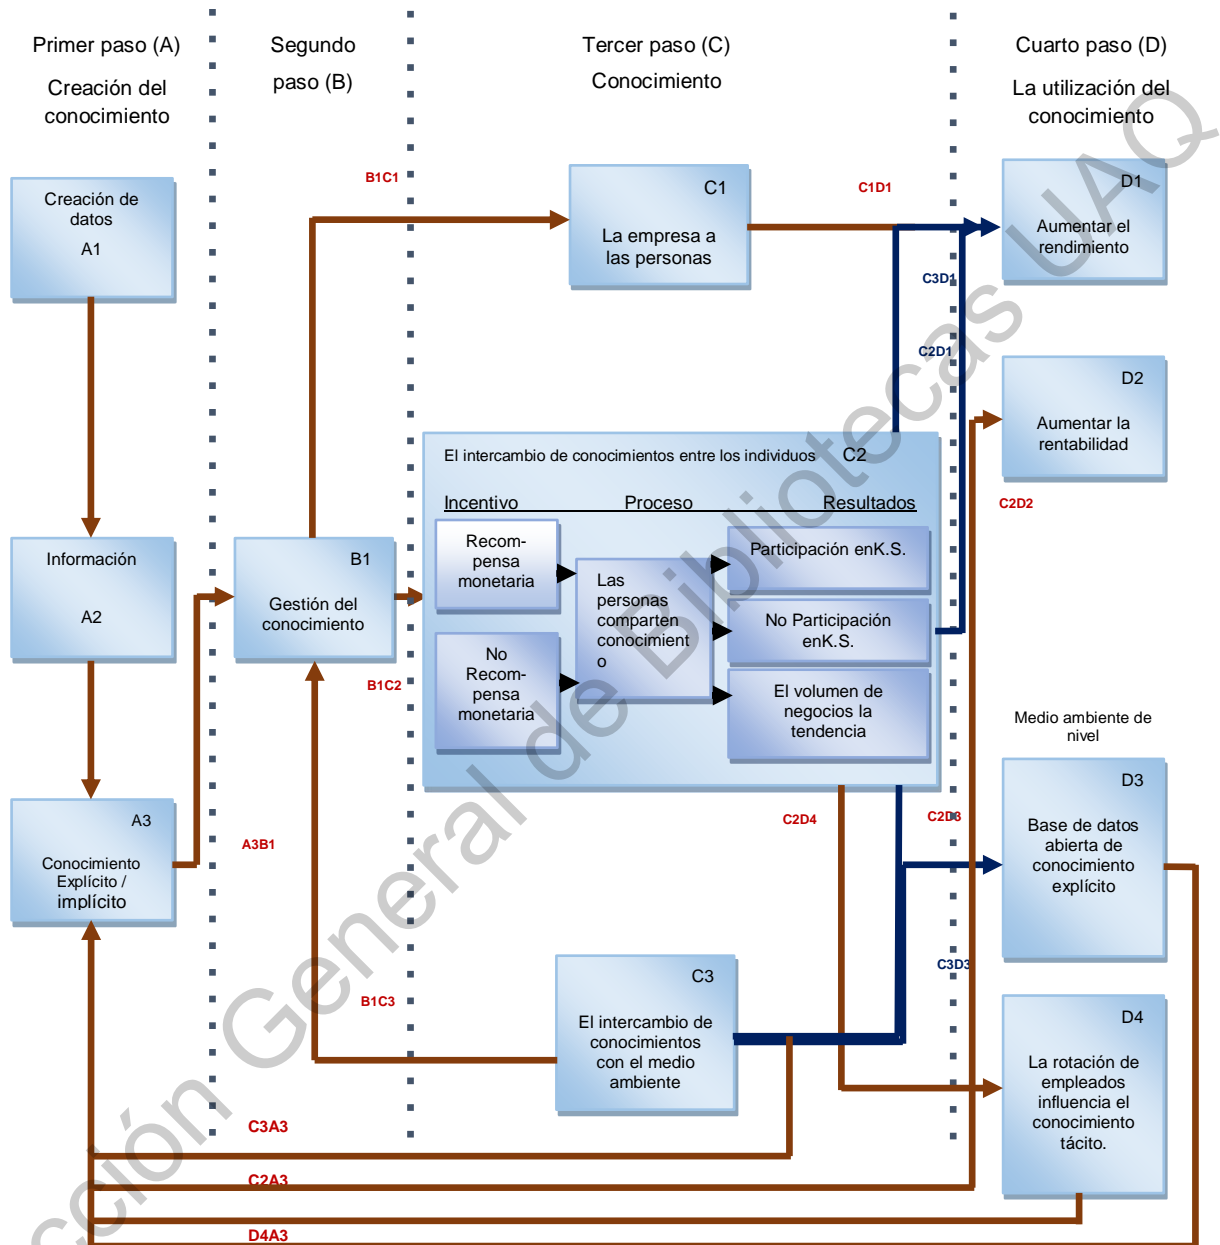 Primer paso (A)
Creación del
conocimiento
Segundo
paso (B)
Tercer paso (C)
Conocimiento
Cuarto paso (D)
La utilización del
conocimiento
Creación de
datos
A1
Información
A2
A3
Conocimiento
Explícito /
implícito
A3B1
B1
Gestión del
conocimiento
B1C1
B1C2
B1C3
C1
La empresa a
las personas
C1D1
C3D1
C2D1
El intercambio de conocimientos entre los individuos C2
Incentivo Proceso Resultados
Recom-
pensa
monetaria
No
Recom-
pensa
monetaria
Las
personas
comparten
conocimient
o
Participación enK.S.
No Participación
enK.S.
El volumen de
negocios la
tendencia
C2D2
C2D4
C2D3
C3D3
C3
El intercambio de
conocimientos
con el medio
ambiente
D1
Aumentar el
rendimiento
D2
Aumentar la
rentabilidad
Medio ambiente de
nivel
D3
Base de datos
abierta de
conocimiento
explícito
D4
La rotación de
empleados
influencia el
conocimiento
tácito.
C3A3
C2A3
D4A3
cción General de Bibliotecas UAQ